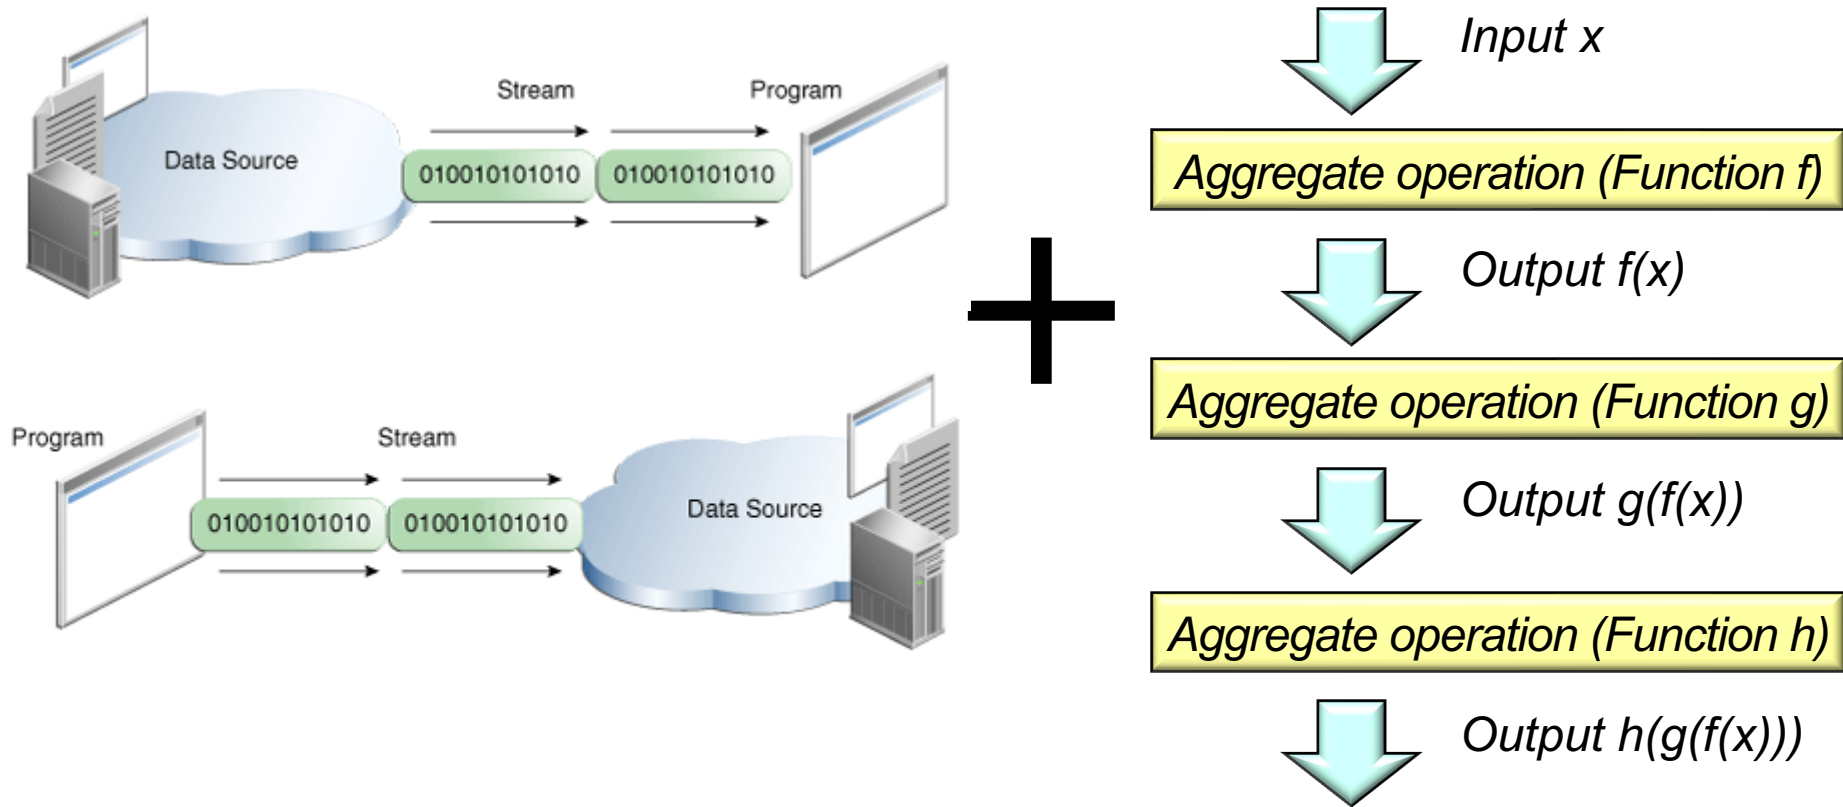 Stream
Program
Data Source
010010101010
010010101010
Program
Stream
010010101010
010010101010
Data Source
Input x
Aggregate operation (Function f)
Output f(x)
Aggregate operation (Function g)
Output g(f(x))
Aggregate operation (Function h)
Output h(g(f(x)))